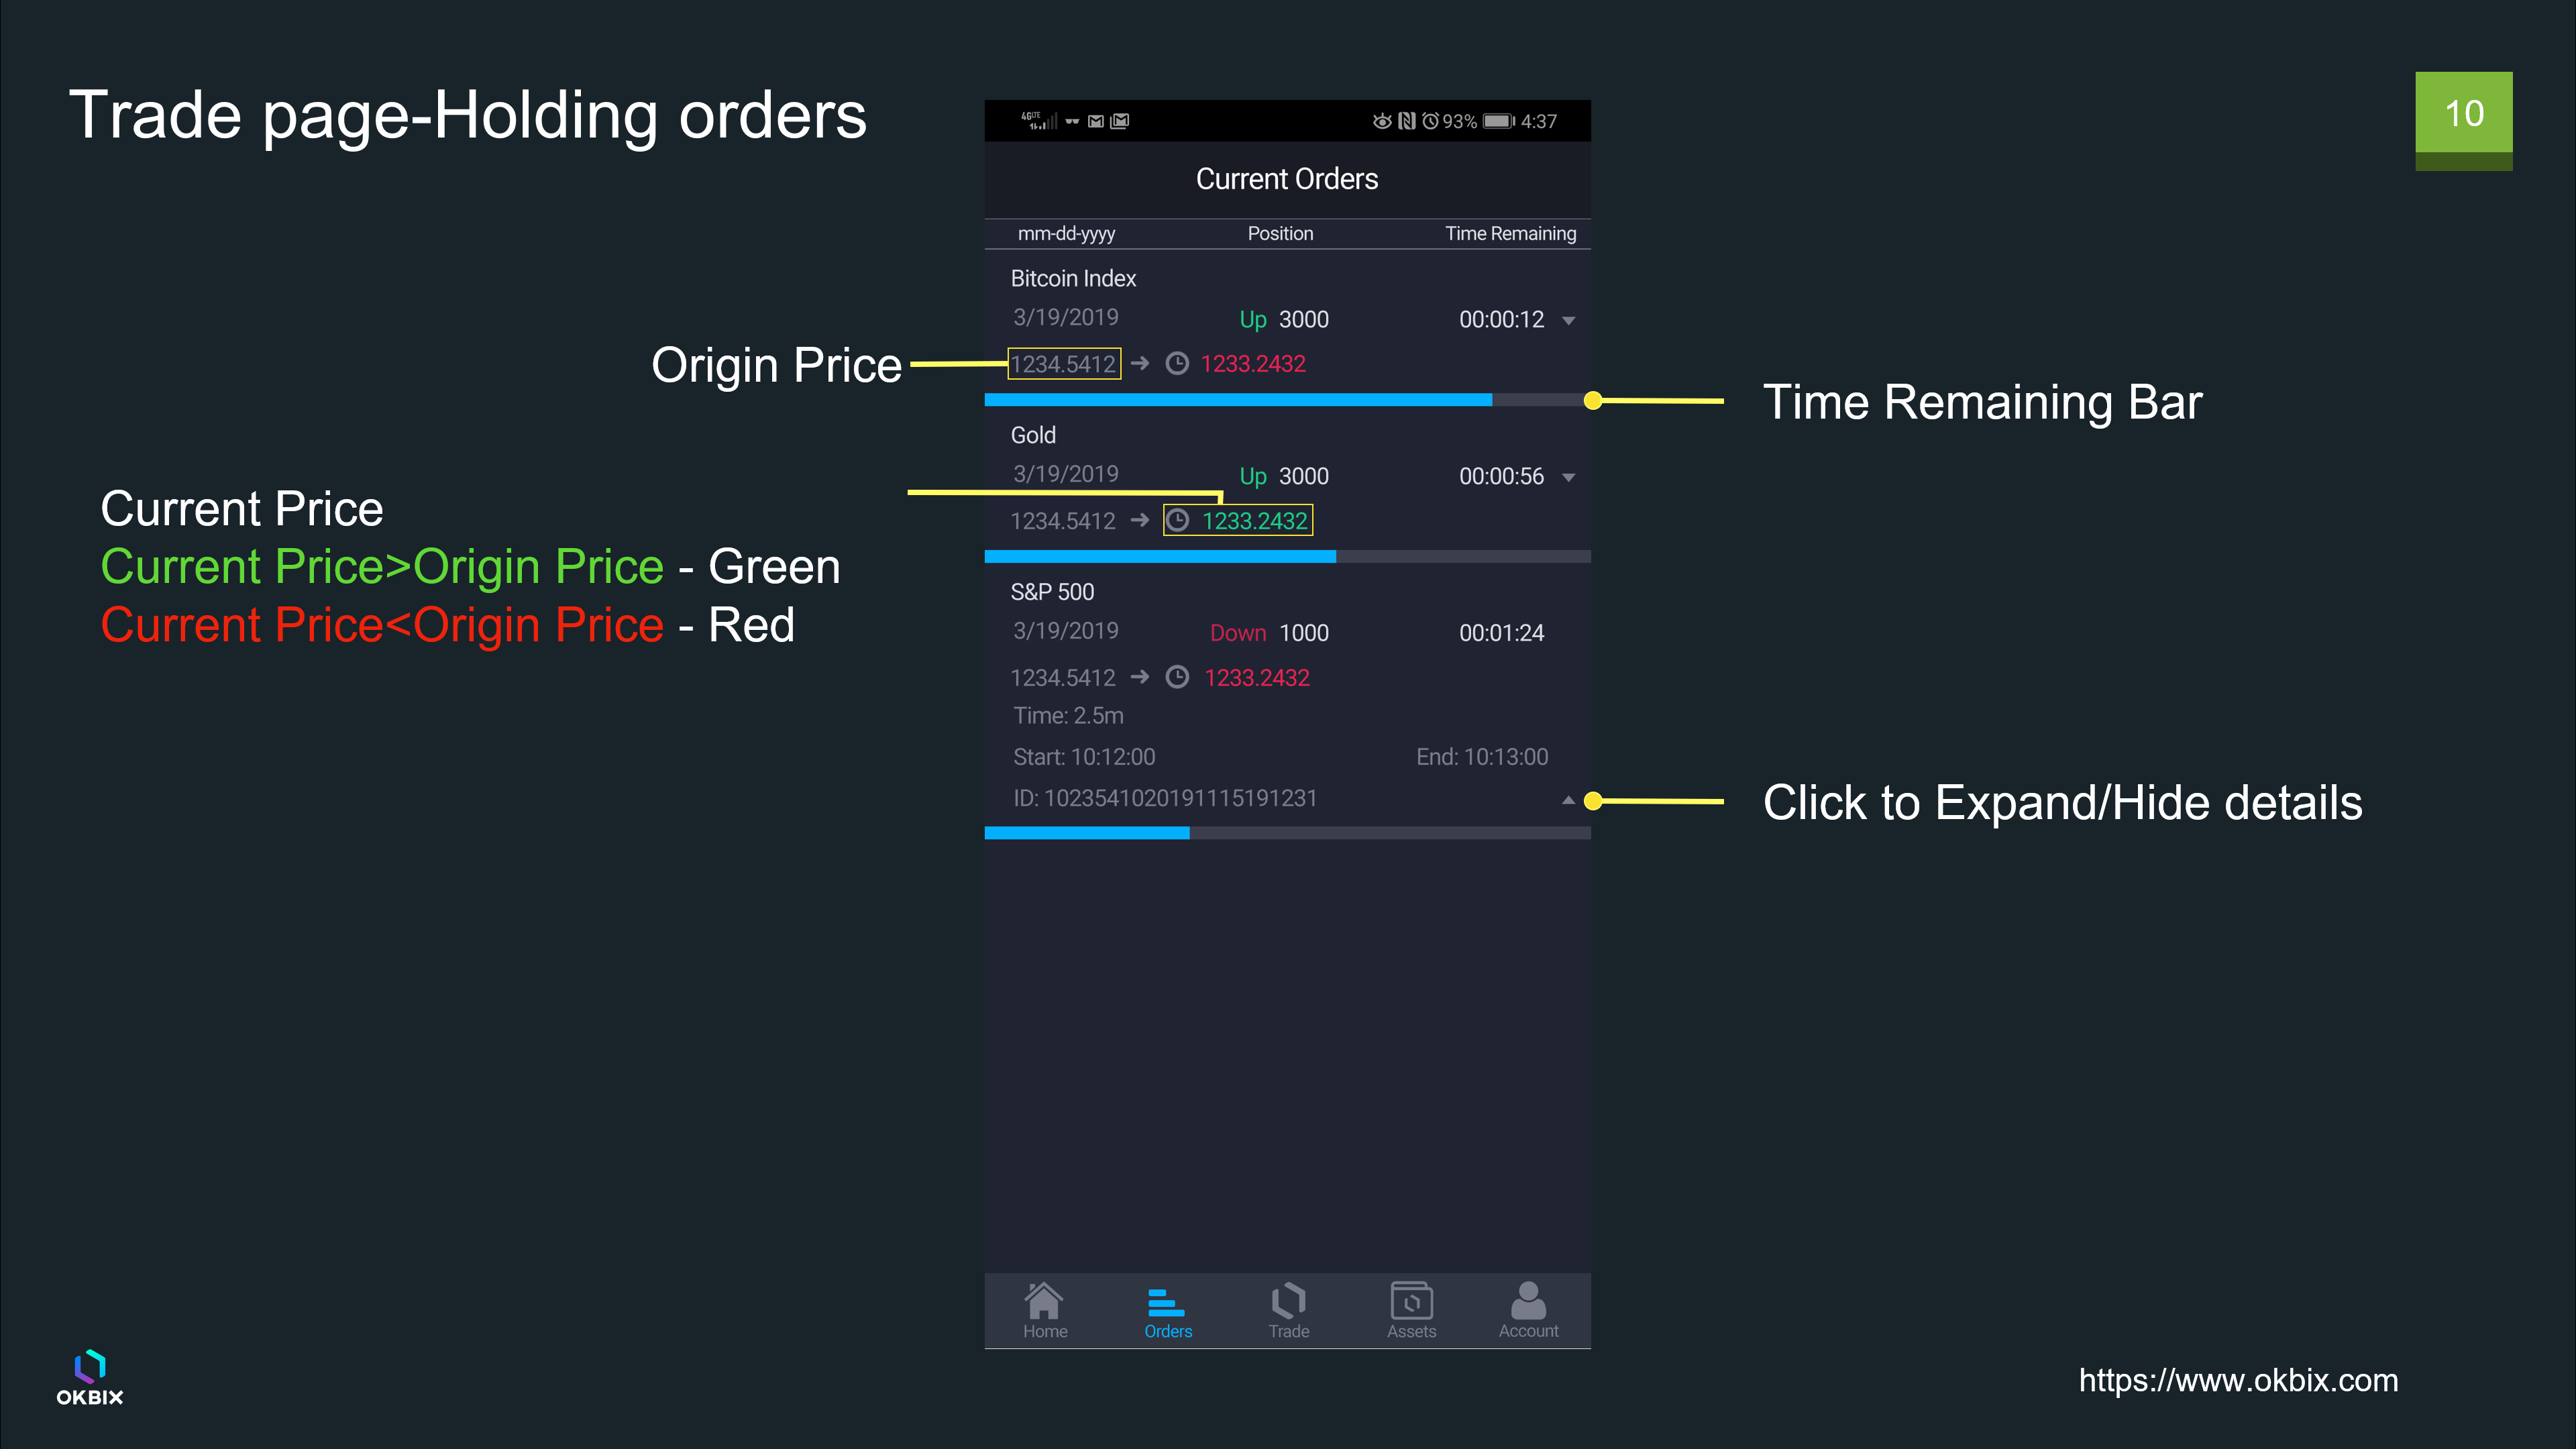 Trade page-Holding orders
10
4G LTE
93% 4:37
Current Orders
mm-dd-yyyy Position Time Remaining
Bitcoin Index
3/19/2019 Up 3000 00:00:12
Origin Price
1234.5412 → 1233.2432
Time Remaining Bar
Gold
3/19/2019 Up 3000 00:00:56
1234.5412 → 1233.2432
Current Price
Current Price>Origin Price - Green
Current Price<Origin Price - Red
S&P 500
3/19/2019 Down 1000 00:01:24
1234.5412 → 1233.2432
Time: 2.5m
Start: 10:12:00 End: 10:13:00
ID: 1023541020191115191231
Click to Expand/Hide details
Home Orders Trade Assets Account
OKBIX
https://www.okbix.com